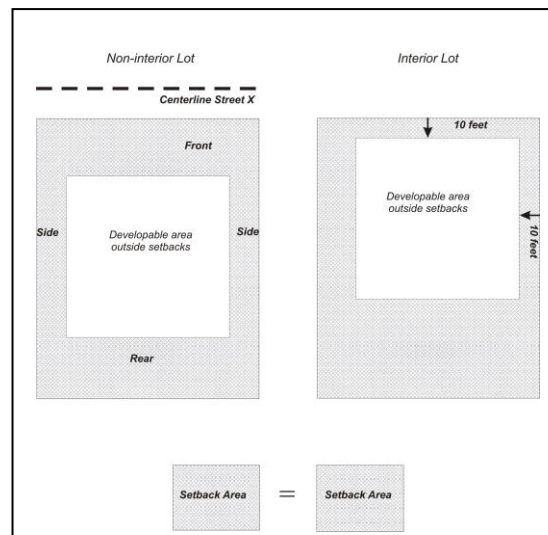 Non-interior Lot
Interior Lot
Centerline Street X
Front
10 feet
Side
Developable area
outside setbacks
Side
Developable area
outside setbacks
10 feet
Rear
Setback Area
=
Setback Area